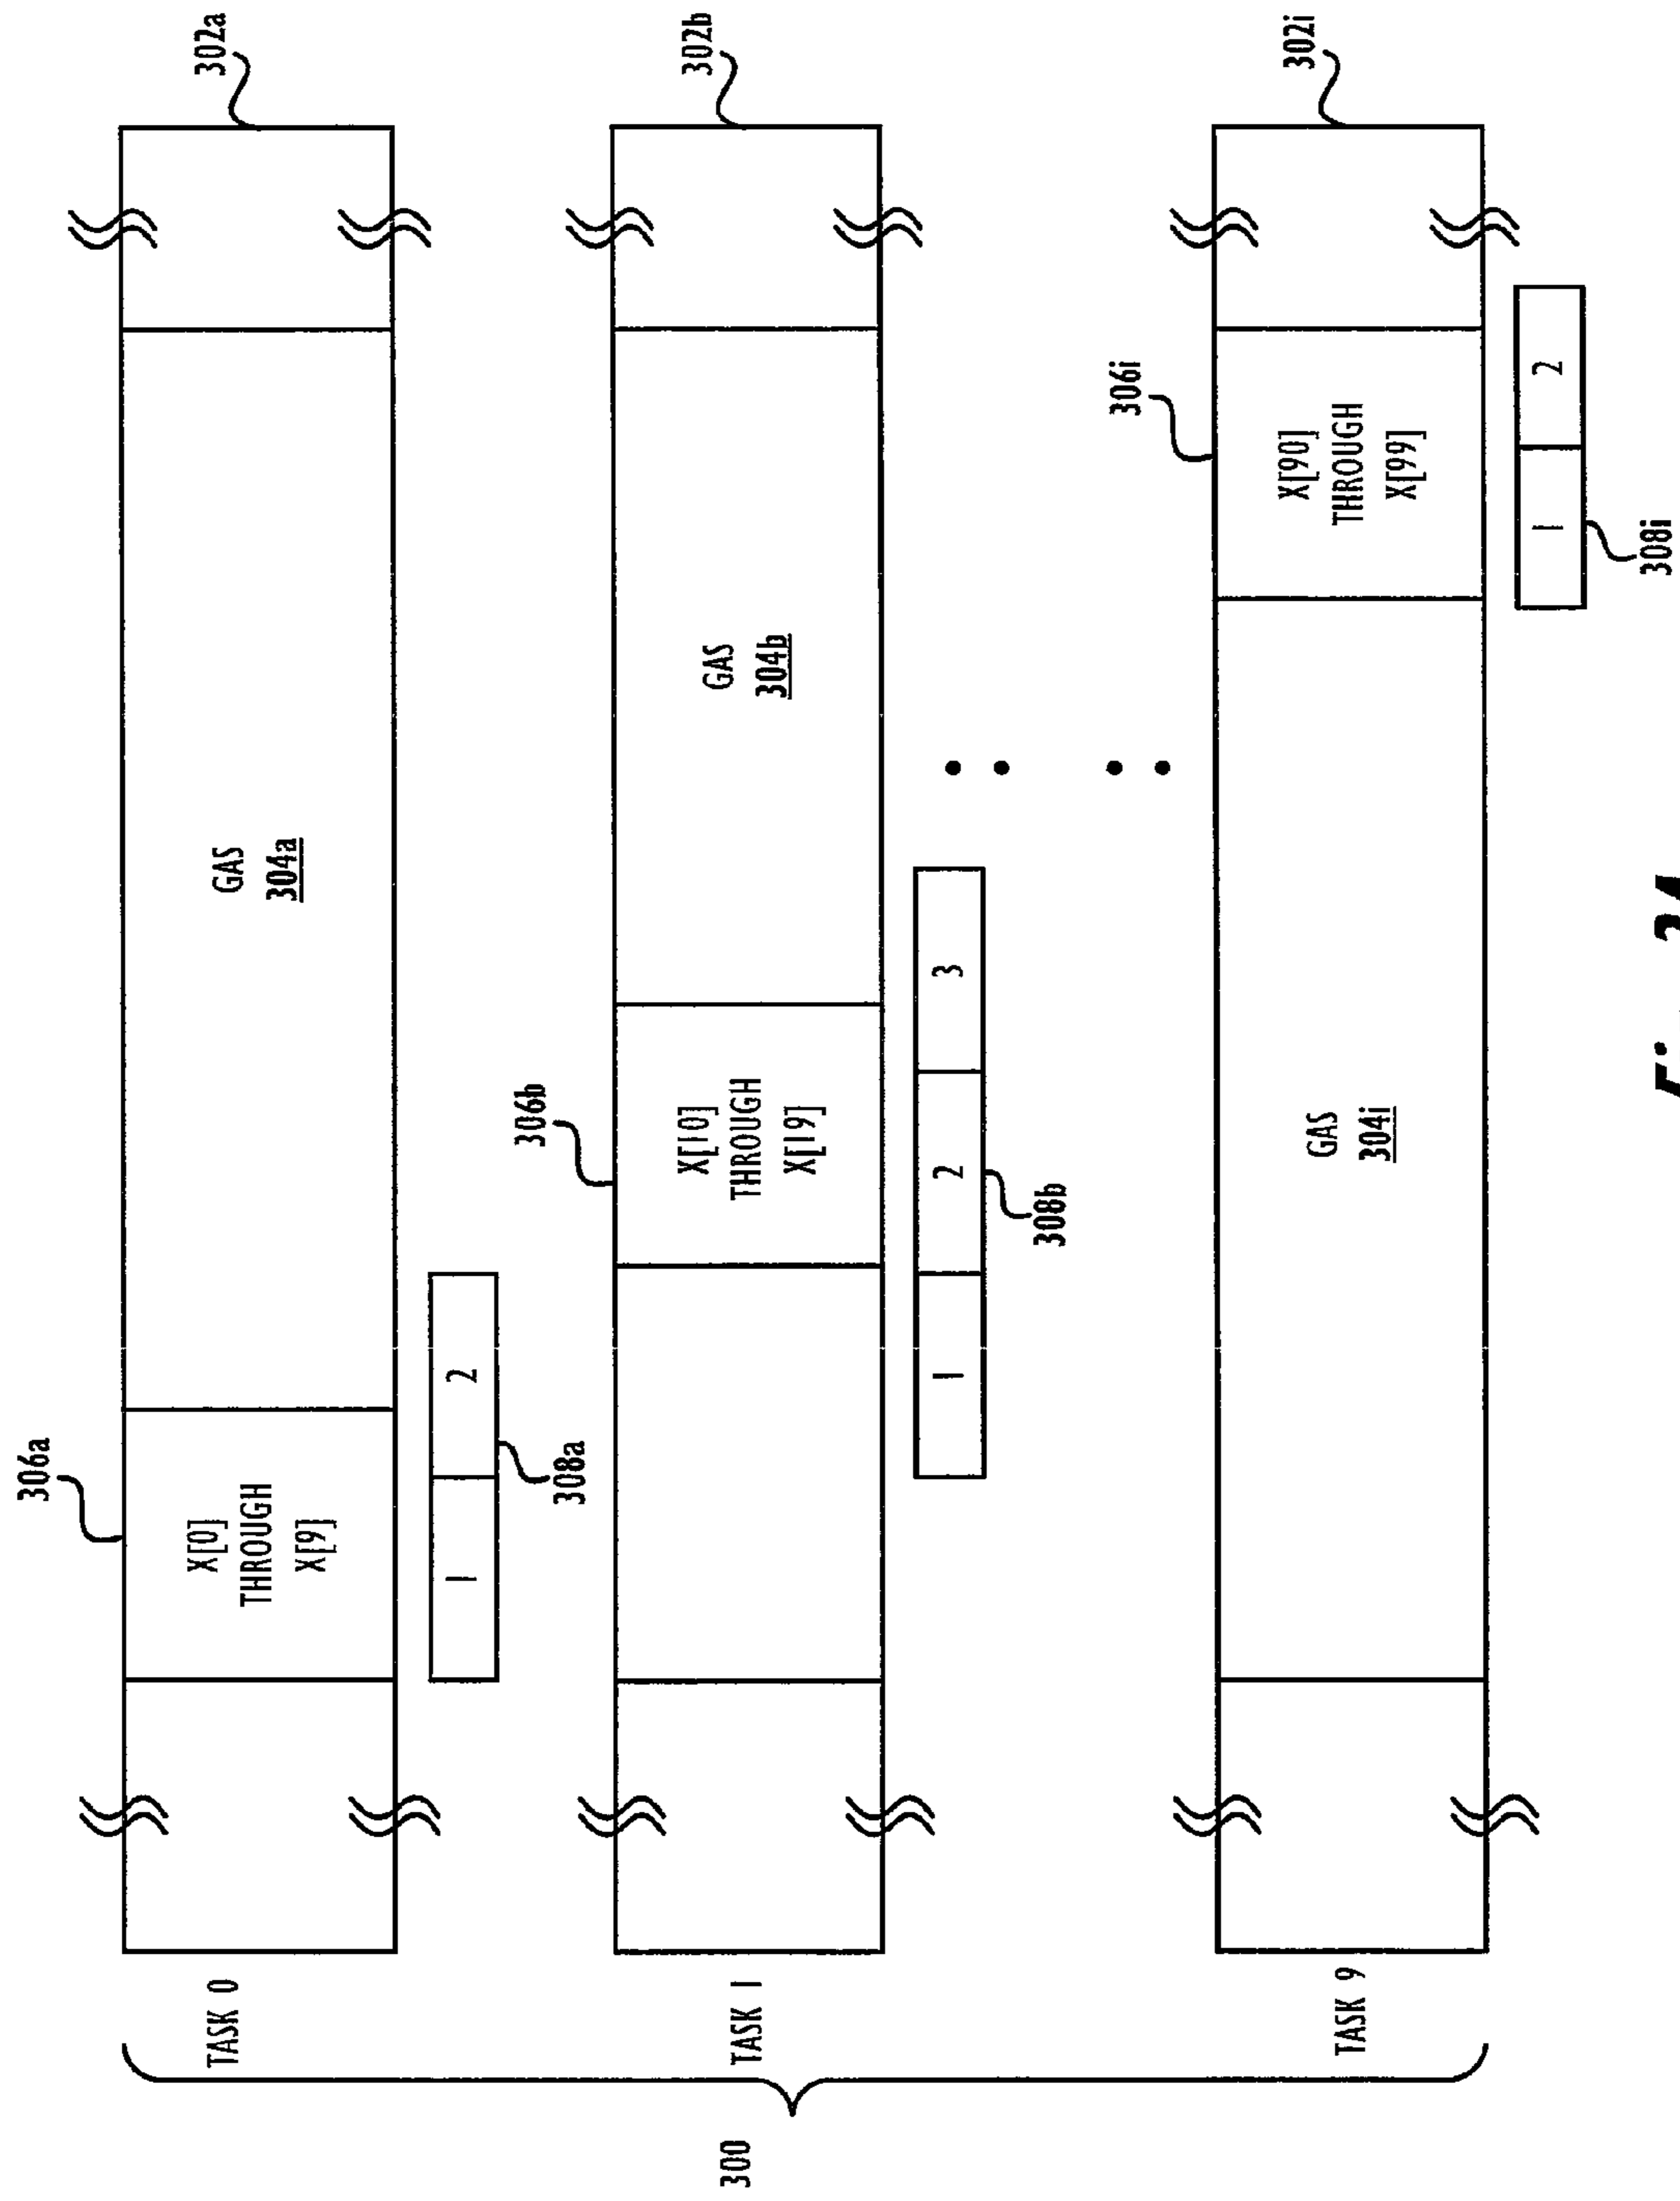 302a
306a
TASK 0
X[0]
THROUGH
X[9]
GAS
304a
1
2
308a
302b
306b
300
TASK 1
X[10]
THROUGH
X[19]
GAS
304b
1
2
3
308b
302i
306i
TASK 9
GAS
304i
X[90]
THROUGH
X[99]
1
2
308i